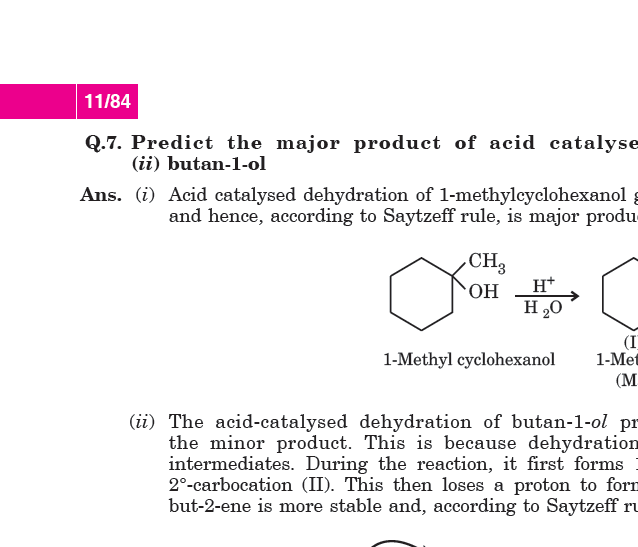 11/84
Q.7. Predict the major product of acid catalyse
(ii) butan-1-ol
Ans. (i) Acid catalysed dehydration of 1-methylcyclohexanol g
and hence, according to Saytzeff rule, is major produ
CH3
OH
H+
H2O
(I
1-Methyl cyclohexanol 1-Met
(M
(ii) The acid-catalysed dehydration of butan-1-ol pr
the minor product. This is because dehydration
intermediates. During the reaction, it first forms
2°-carbocation (II). This then loses a proton to for
but-2-ene is more stable and, according to Saytzeff ru